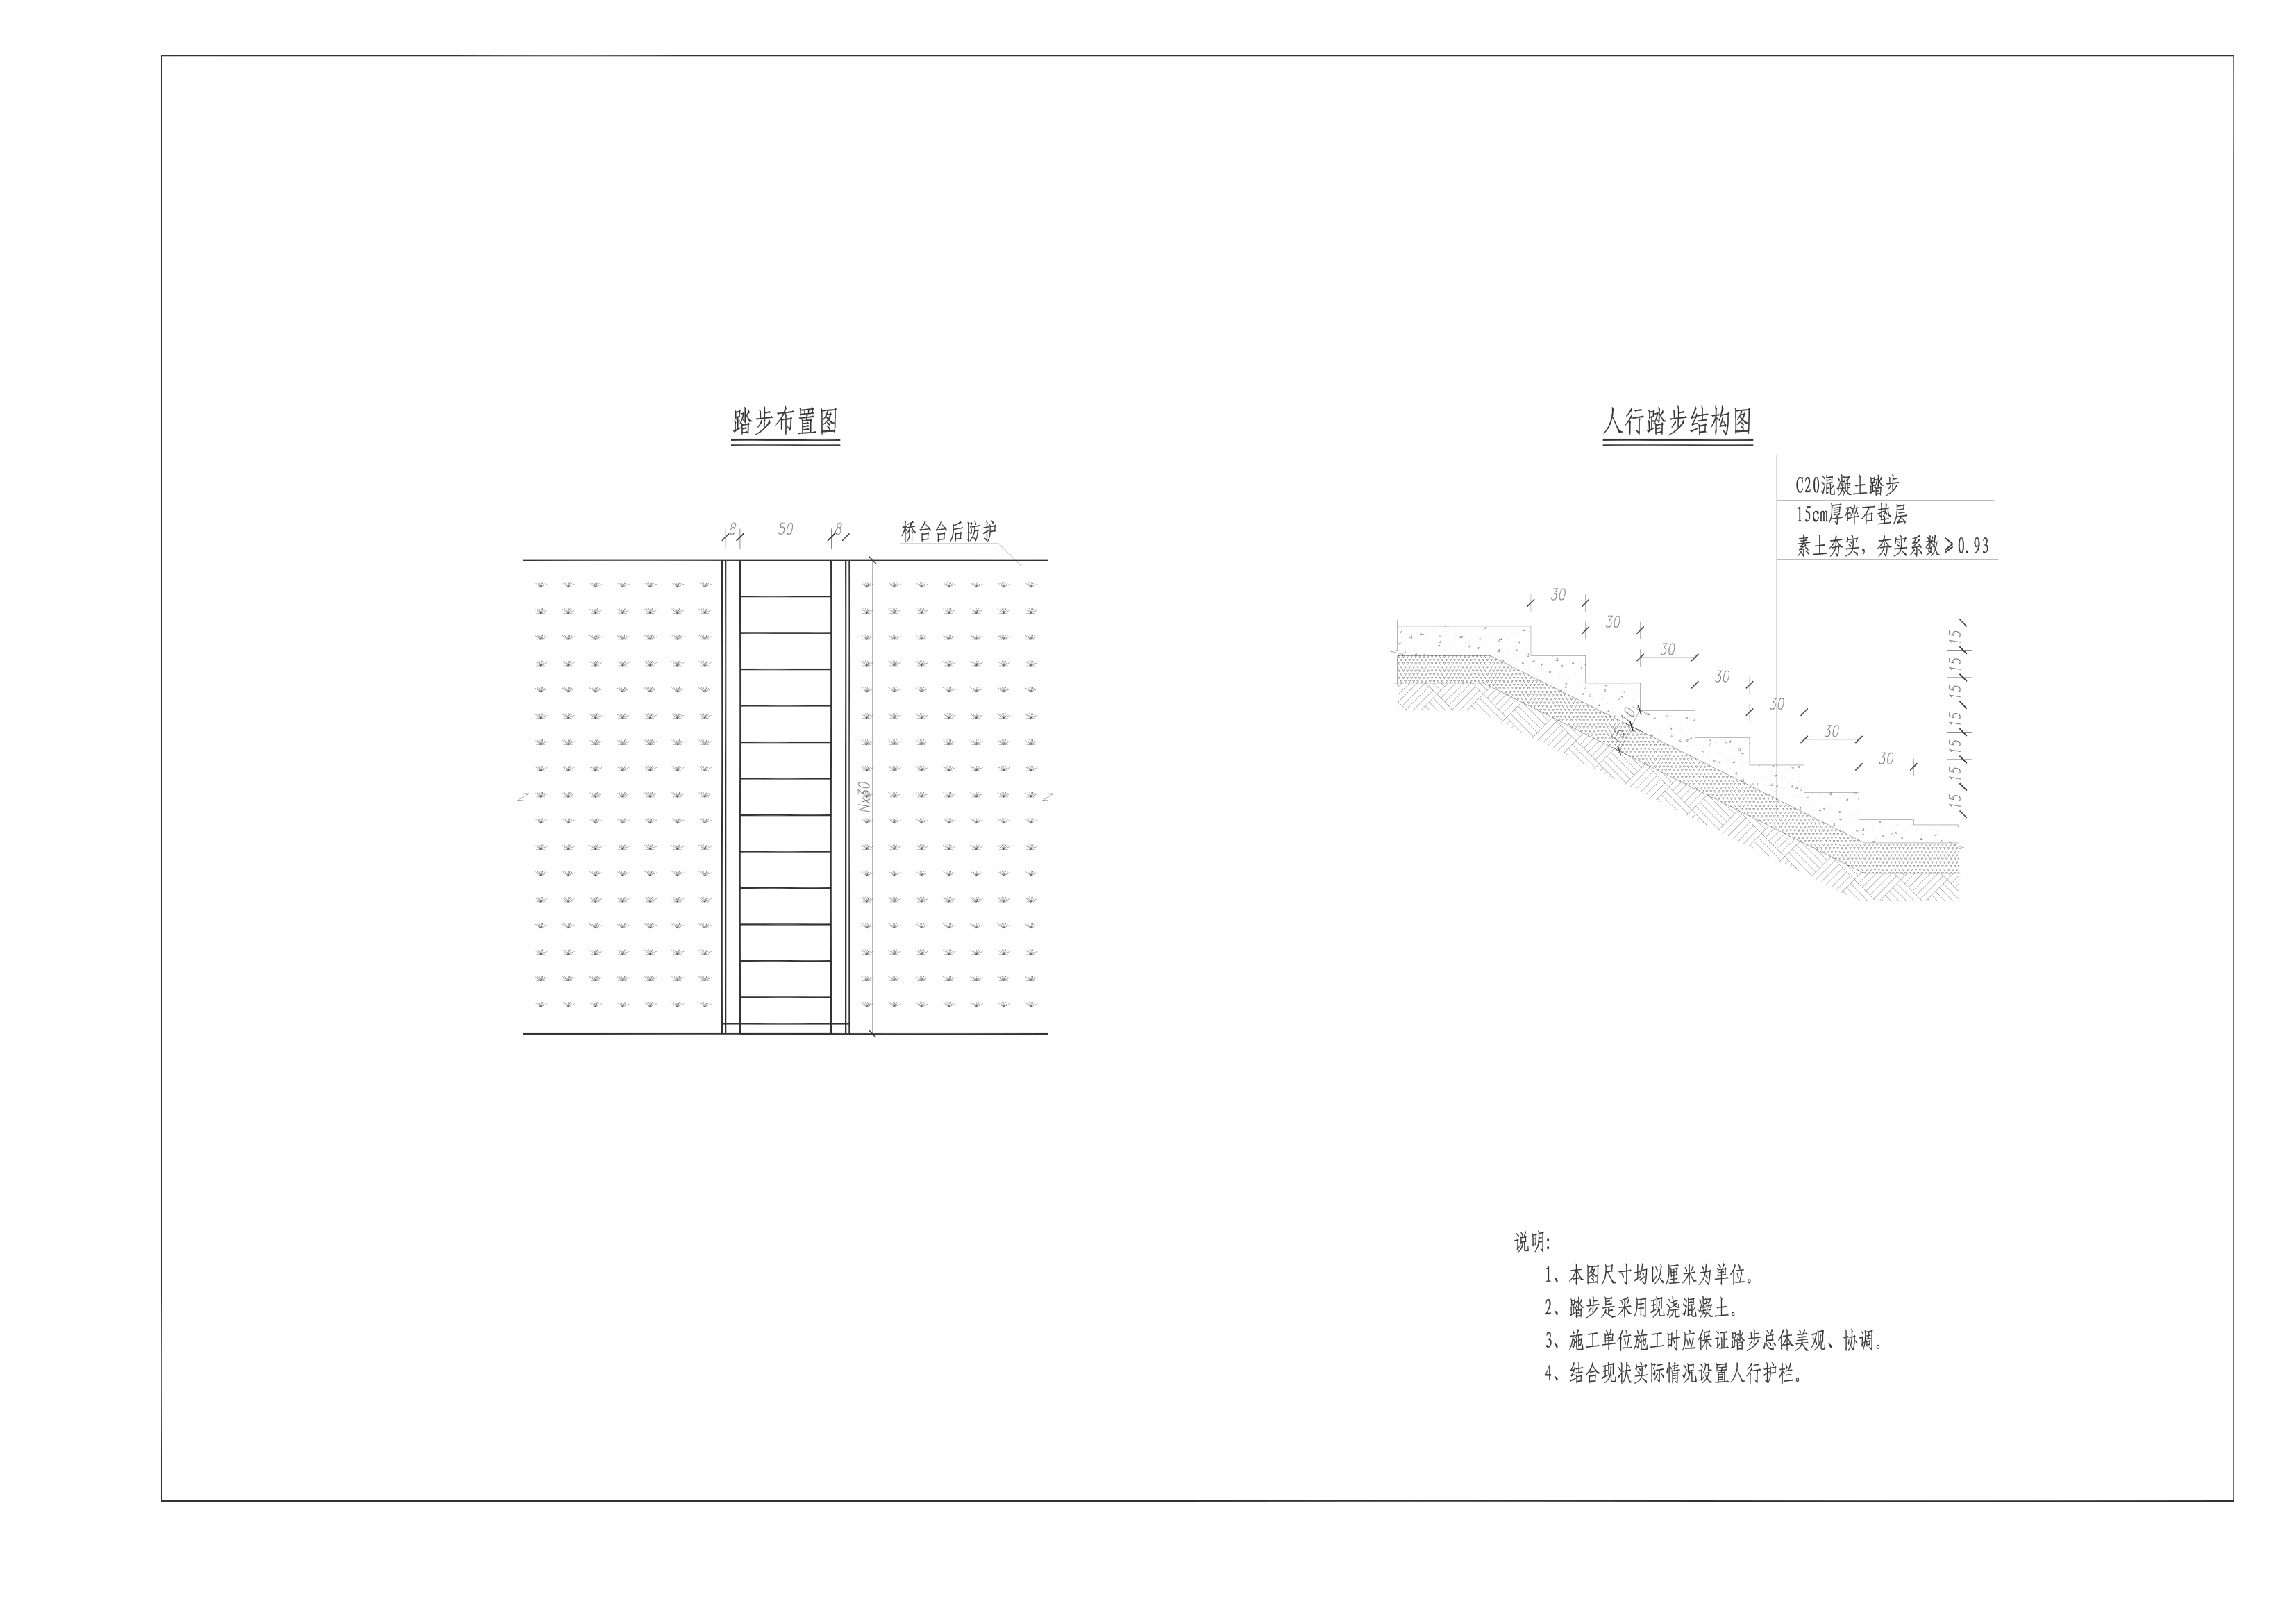 踏步布置图
8
50
8
桥台台后防护
N×30
人行踏步结构图
C20混凝土踏步
15cm厚碎石垫层
素土夯实，夯实系数≥0.93
30
30
30
30
30
30
30
15
15
15
15
15
15
15
10
15
说明:
1、本图尺寸均以厘米为单位。
2、踏步是采用现浇混凝土。
3、施工单位施工时应保证踏步总体美观、协调。
4、结合现状实际情况设置人行护栏。